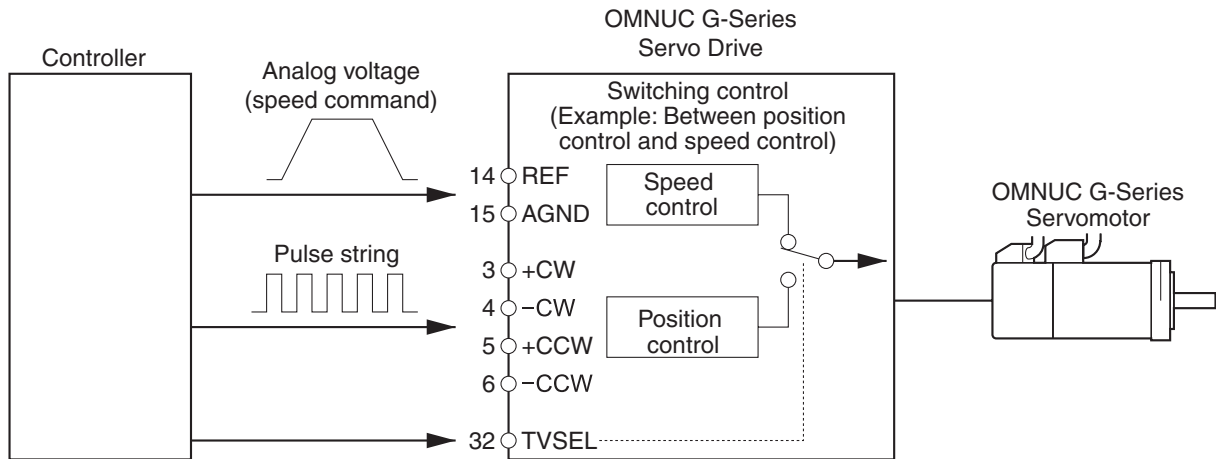 OMNUC G-Series
Servo Drive
Controller
Analog voltage
(speed command)
Switching control
(Example: Between position
control and speed control)
14 REF
15 AGND
Speed
control
OMNUC G-Series
Servomotor
Pulse string
3 +CW
4 −CW
5 +CCW
6 −CCW
Position
control
32 TVSEL